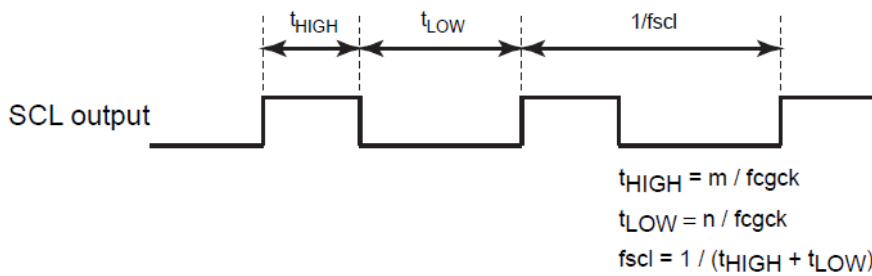 tHIGH
tLOW
1/fscl
SCL output
tHIGH = m / fcgck
tLOW = n / fcgck
fscl = 1 / (tHIGH + tLOW)